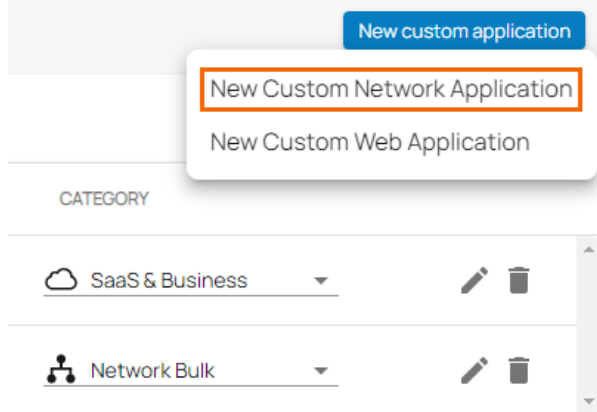 New custom application
New Custom Network Application
New Custom Web Application
CATEGORY
SaaS & Business
Network Bulk